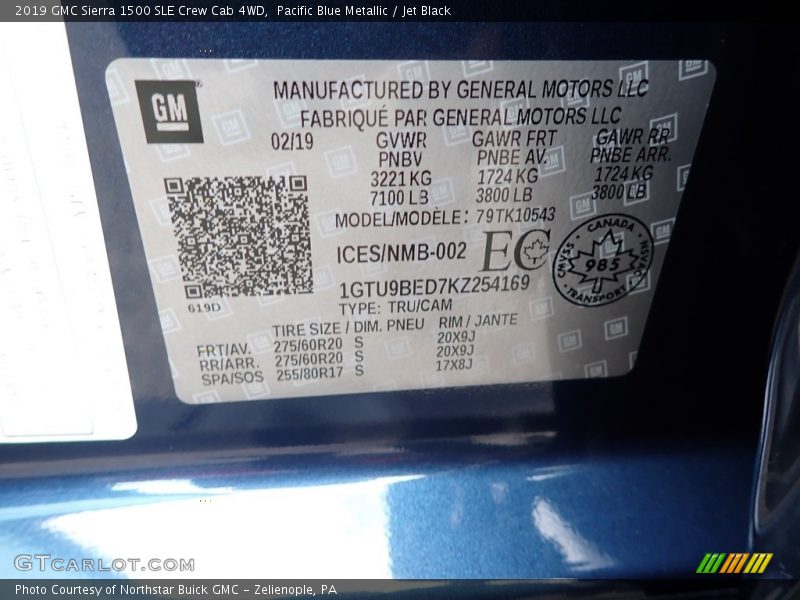 2019 GMC Sierra 1500 SLE Crew Cab 4WD, Pacific Blue Metallic / Jet Black
GM
MANUFACTURED BY GENERAL MOTORS LLC
FABRIQUÉ PAR GENERAL MOTORS LLC
02/19 GVWR GAWR FRT GAWR RR
PNBV PNBE AV. PNBE ARR.
3221 KG 1724 KG 1724 KG
7100 LB 3800 LB 3800 LB
MODEL/MODÈLE: 79TK10543
ICES/NMB-002 EC
CANADA
985
TRANSPORT
1GTU9BED7KZ254169
619D
TYPE: TRU/CAM
TIRE SIZE / DIM. PNEU RIM / JANTE
FRT/AV. 275/60R20 S 20X9J
RR/ARR. 275/60R20 S 20X9J
SPA/SOS 255/80R17 S 17X8J
GTCARLOT.COM
Photo Courtesy of Northstar Buick GMC – Zelienople, PA